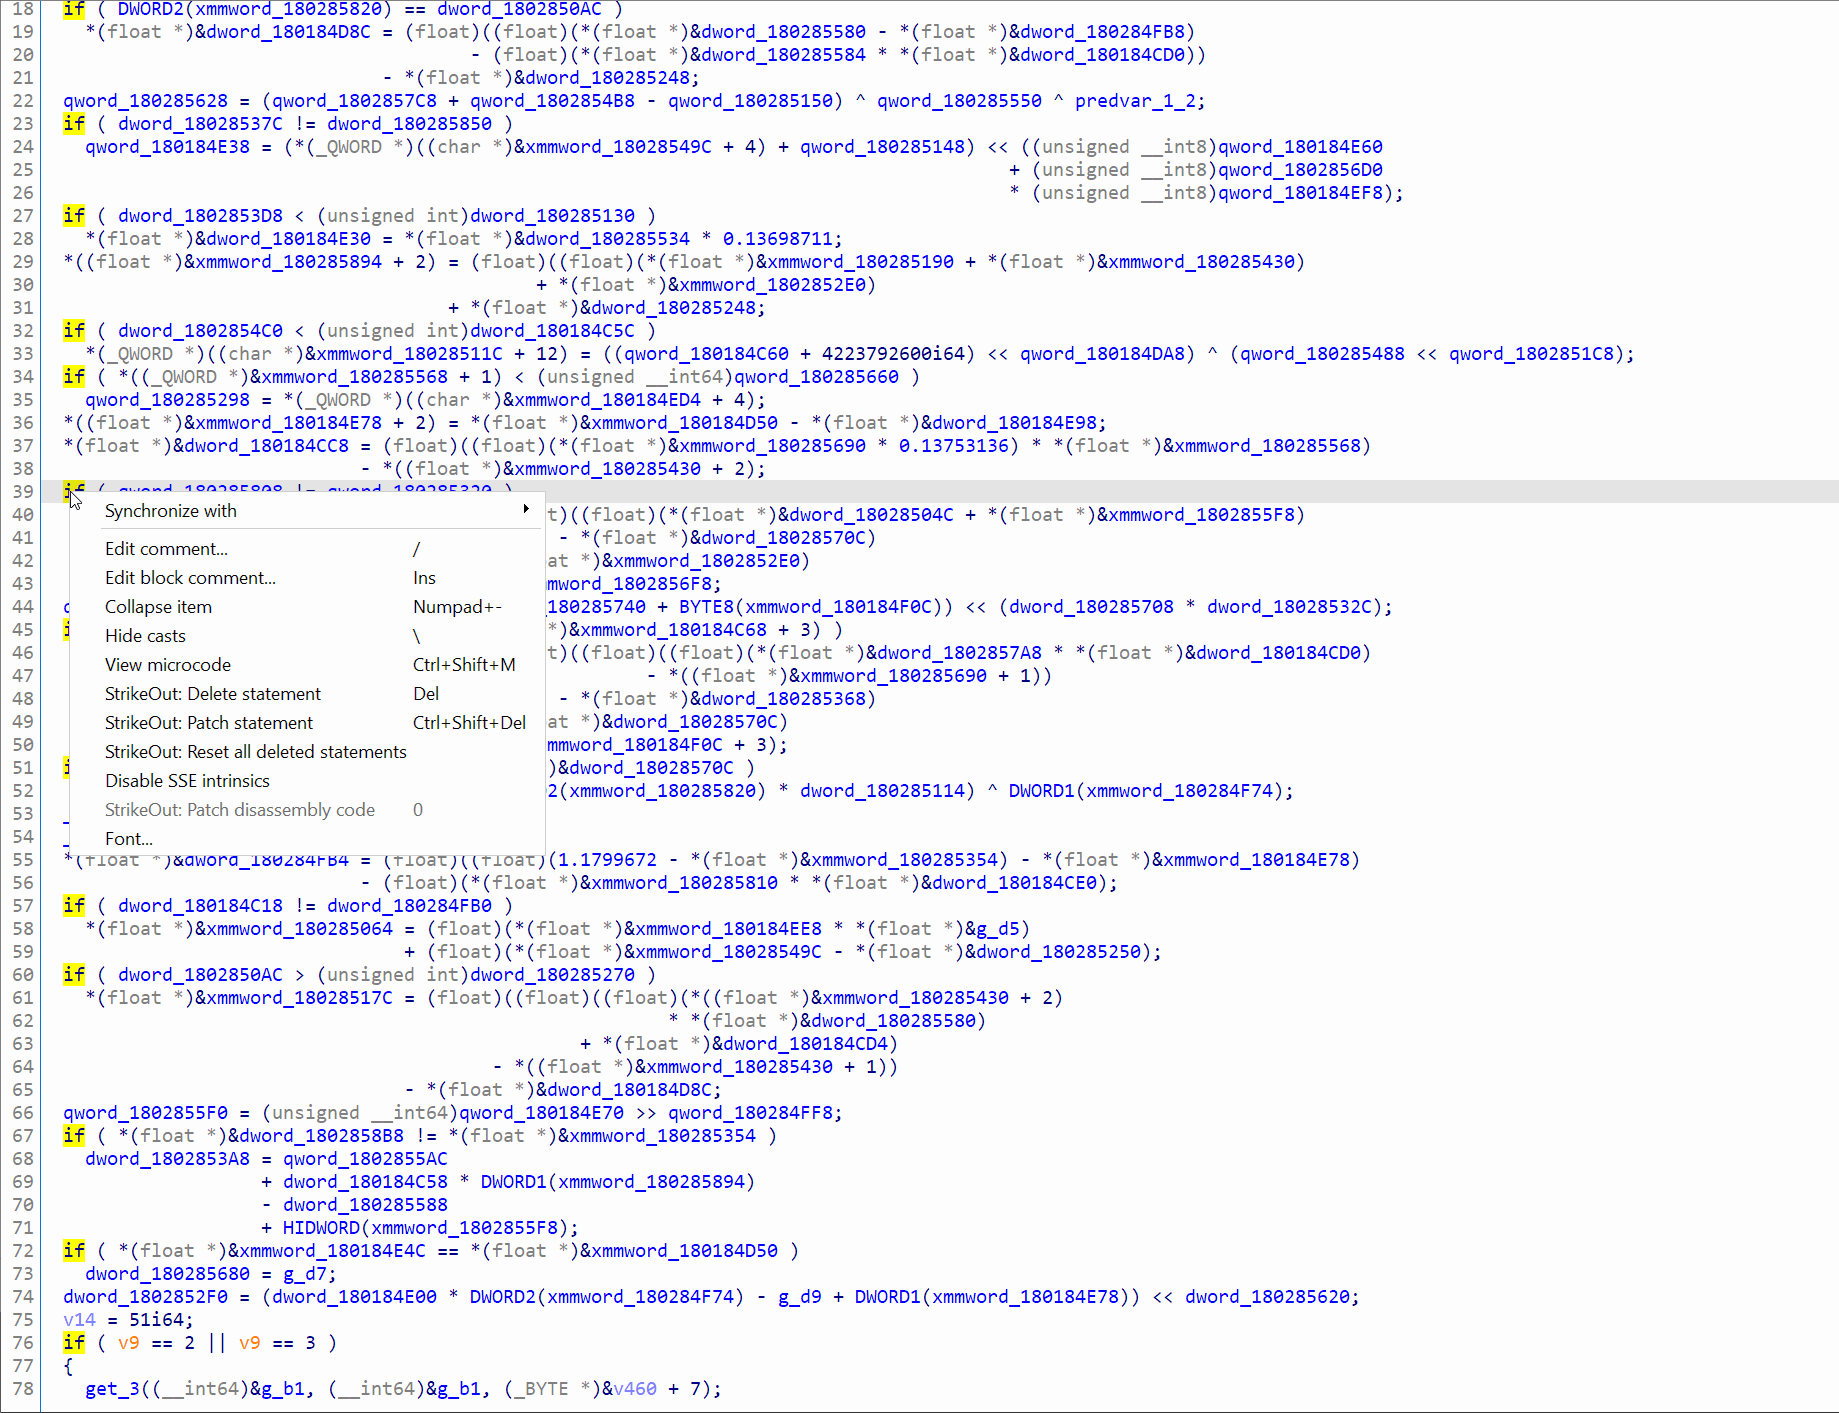 18 if ( DWORD2(xmmword_180285820) == dword_1802850AC )
19 *(float *)&dword_180184D8C = (float)((float)(*(float *)&dword_180285580 - *(float *)&dword_180284FB8)
20 - (float)(*(float *)&dword_180285584 * *(float *)&dword_180184CD0))
21 - *(float *)&dword_180285248;
22 qword_180285628 = (qword_1802857C8 + qword_1802854B8 - qword_180285150) ^ qword_180285550 ^ predvar_1_2;
23 if ( dword_18028537C != dword_180285850 )
24 qword_180184E38 = (*(_QWORD *)((char *)&xmmword_18028549C + 4) + qword_180285148) << ((unsigned __int8)qword_180184E60
25 + (unsigned __int8)qword_1802856D0
26 * (unsigned __int8)qword_180184EF8);
27 if ( dword_1802853D8 < (unsigned int)dword_180285130 )
28 *(float *)&dword_180184E30 = *(float *)&dword_180285534 * 0.13698711;
29 *((float *)&xmmword_180285894 + 2) = (float)((float)(*(float *)&xmmword_180285190 + *(float *)&xmmword_180285430)
30 + *(float *)&xmmword_1802852E0)
31 + *(float *)&dword_180285248;
32 if ( dword_1802854C0 < (unsigned int)dword_180184C5C )
33 *(_QWORD *)((char *)&xmmword_18028511C + 12) = ((qword_180184C60 + 4223792600i64) << qword_180184DA8) ^ (qword_180285488 << qword_1802851C8);
34 if ( *((_QWORD *)&xmmword_180285568 + 1) < (unsigned __int64)qword_180285660 )
35 qword_180285298 = *(_QWORD *)((char *)&xmmword_180184ED4 + 4);
36 *((float *)&xmmword_180184E78 + 2) = *(float *)&xmmword_180184D50 - *(float *)&dword_180184E98;
37 *(float *)&dword_180184CC8 = (float)((float)(*(float *)&xmmword_180285690 * 0.13753136) * *(float *)&xmmword_180285568)
38 - *((float *)&xmmword_180285430 + 2);
39 if ( qword_180285808 != qword_180285320 )
Synchronize with
40 t)((float)(*(float *)&dword_18028504C + *(float *)&xmmword_1802855F8)
41 - *(float *)&dword_18028570C)
Edit comment... /
42 at *)&xmmword_1802852E0)
Edit block comment... Ins
43 mword_1802856F8;
Collapse item Numpad+-
44 _180285740 + BYTE8(xmmword_180184F0C)) << (dword_180285708 * dword_18028532C);
Hide casts \
45 *)&xmmword_180184C68 + 3) )
View microcode Ctrl+Shift+M
46 t)((float)((float)(*(float *)&dword_1802857A8 * *(float *)&dword_180184CD0)
47 - *((float *)&xmmword_180285690 + 1))
StrikeOut: Delete statement Del
48 - *(float *)&dword_180285368)
StrikeOut: Patch statement Ctrl+Shift+Del
49 at *)&dword_18028570C)
StrikeOut: Reset all deleted statements
50 mmword_180184F0C + 3);
Disable SSE intrinsics
51 )&dword_18028570C )
52 2(xmmword_180285820) * dword_180285114) ^ DWORD1(xmmword_180284F74);
StrikeOut: Patch disassembly code 0
53
Font...
54
55 *(float *)&dword_180284FB4 = (float)((float)(1.1799672 - *(float *)&xmmword_180285354) - *(float *)&xmmword_180184E78)
56 - (float)(*(float *)&xmmword_180285810 * *(float *)&dword_180184CE0);
57 if ( dword_180184C18 != dword_180284FB0 )
58 *(float *)&xmmword_180285064 = (float)(*(float *)&xmmword_180184EE8 * *(float *)&g_d5)
59 + (float)(*(float *)&xmmword_18028549C - *(float *)&dword_180285250);
60 if ( dword_1802850AC > (unsigned int)dword_180285270 )
61 *(float *)&xmmword_18028517C = (float)((float)((float)(*((float *)&xmmword_180285430 + 2)
62 * *(float *)&dword_180285580)
63 + *(float *)&dword_180184CD4)
64 - *((float *)&xmmword_180285430 + 1))
65 - *(float *)&dword_180184D8C;
66 qword_1802855F0 = (unsigned __int64)qword_180184E70 >> qword_180284FF8;
67 if ( *(float *)&dword_1802858B8 != *(float *)&xmmword_180285354 )
68 dword_1802853A8 = qword_1802855AC
69 + dword_180184C58 * DWORD1(xmmword_180285894)
70 - dword_180285588
71 + HIDWORD(xmmword_1802855F8);
72 if ( *(float *)&xmmword_180184E4C == *(float *)&xmmword_180184D50 )
73 dword_180285680 = g_d7;
74 dword_1802852F0 = (dword_180184E00 * DWORD2(xmmword_180284F74) - g_d9 + DWORD1(xmmword_180184E78)) << dword_180285620;
75 v14 = 51i64;
76 if ( v9 == 2 || v9 == 3 )
77 {
78 get_3((__int64)&g_b1, (__int64)&g_b1, (_BYTE *)&v460 + 7);